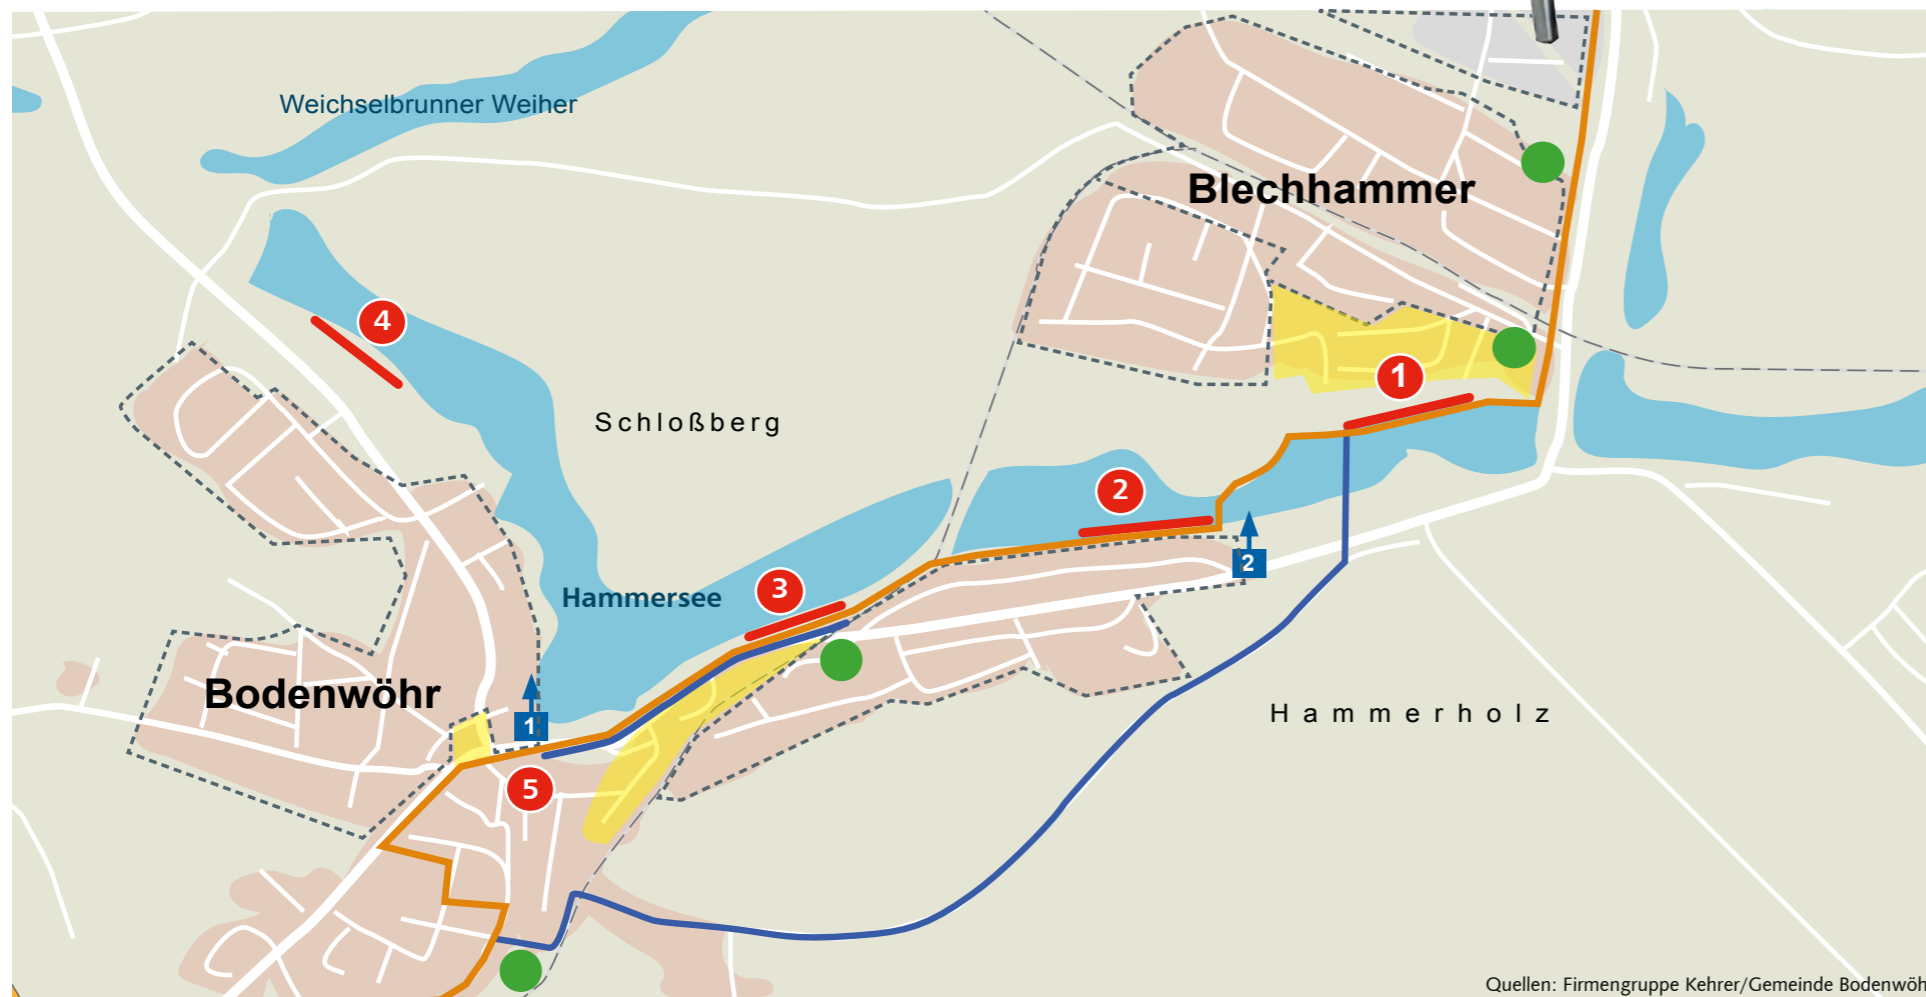 Weichselbrunner Weiher
Blechhammer
4
1
Schloßberg
2
2
3
Hammersee
Bodenwöhr
1
Hammerholz
5
Quellen: Firmengruppe Kehrer/Gemeinde Bodenwöh